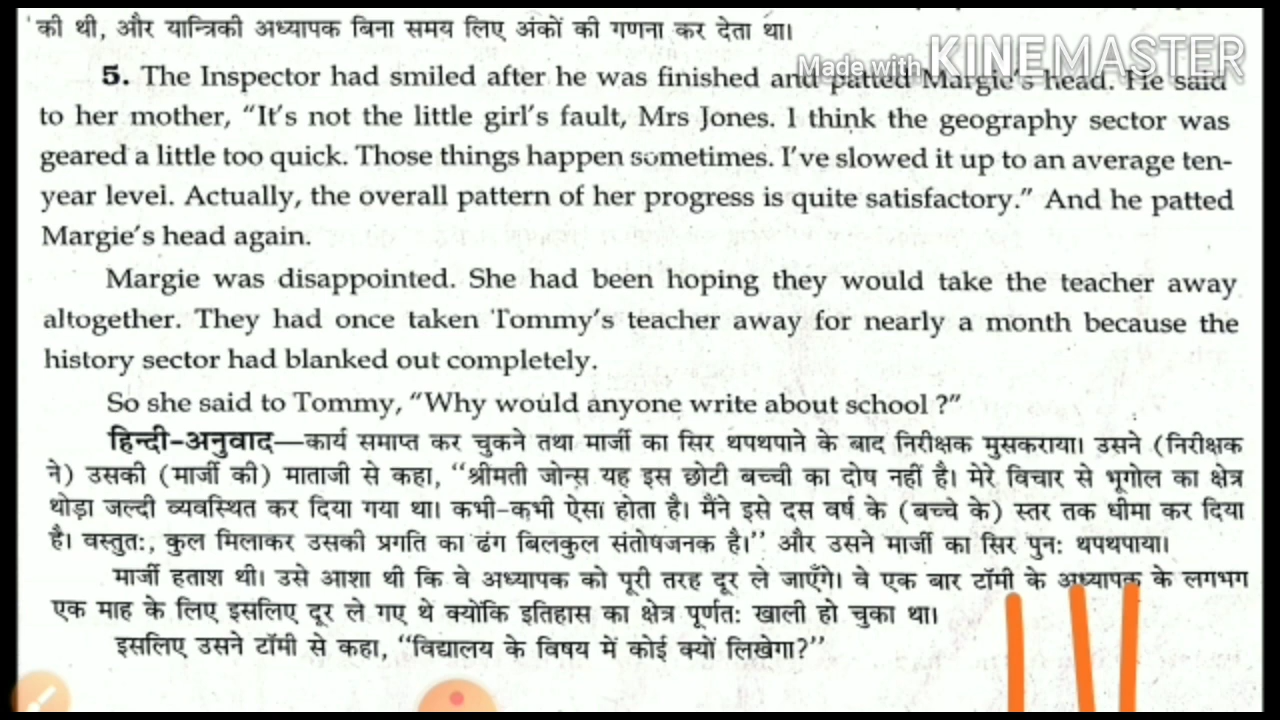 की थी, और यान्त्रिकी अध्यापक बिना समय लिए अंकों की गणना कर देता था।
Made with KINEMASTER
5. The Inspector had smiled after he was finished and patted Margie's head. He said
to her mother, “It's not the little girl's fault, Mrs Jones. I think the geography sector was
geared a little too quick. Those things happen sometimes. I've slowed it up to an average ten-
year level. Actually, the overall pattern of her progress is quite satisfactory.” And he patted
Margie's head again.
Margie was disappointed. She had been hoping they would take the teacher away
altogether. They had once taken Tommy's teacher away for nearly a month because the
history sector had blanked out completely.
So she said to Tommy, “Why would anyone write about school ?”
हिन्दी-अनुवाद—कार्य समाप्त कर चुकने तथा मार्जी का सिर थपथपाने के बाद निरीक्षक मुसकराया। उसने (निरीक्षक
ने) उसकी (मार्जी की) माताजी से कहा, “श्रीमती जोन्स यह इस छोटी बच्ची का दोष नहीं है। मेरे विचार से भूगोल का क्षेत्र
थोड़ा जल्दी व्यवस्थित कर दिया गया था। कभी-कभी ऐसा होता है। मैंने इसे दस वर्ष के (बच्चे के) स्तर तक धीमा कर दिया
है। वस्तुतः, कुल मिलाकर उसकी प्रगति का ढंग बिलकुल संतोषजनक है।” और उसने मार्जी का सिर पुनः थपथपाया।
मार्जी हताश थी। उसे आशा थी कि वे अध्यापक को पूरी तरह दूर ले जाएँगे। वे एक बार टॉमी के अध्यापक के लगभग
एक माह के लिए इसलिए दूर ले गए थे क्योंकि इतिहास का क्षेत्र पूर्णतः खाली हो चुका था।
इसलिए उसने टॉमी से कहा, “विद्यालय के विषय में कोई क्यों लिखेगा?”